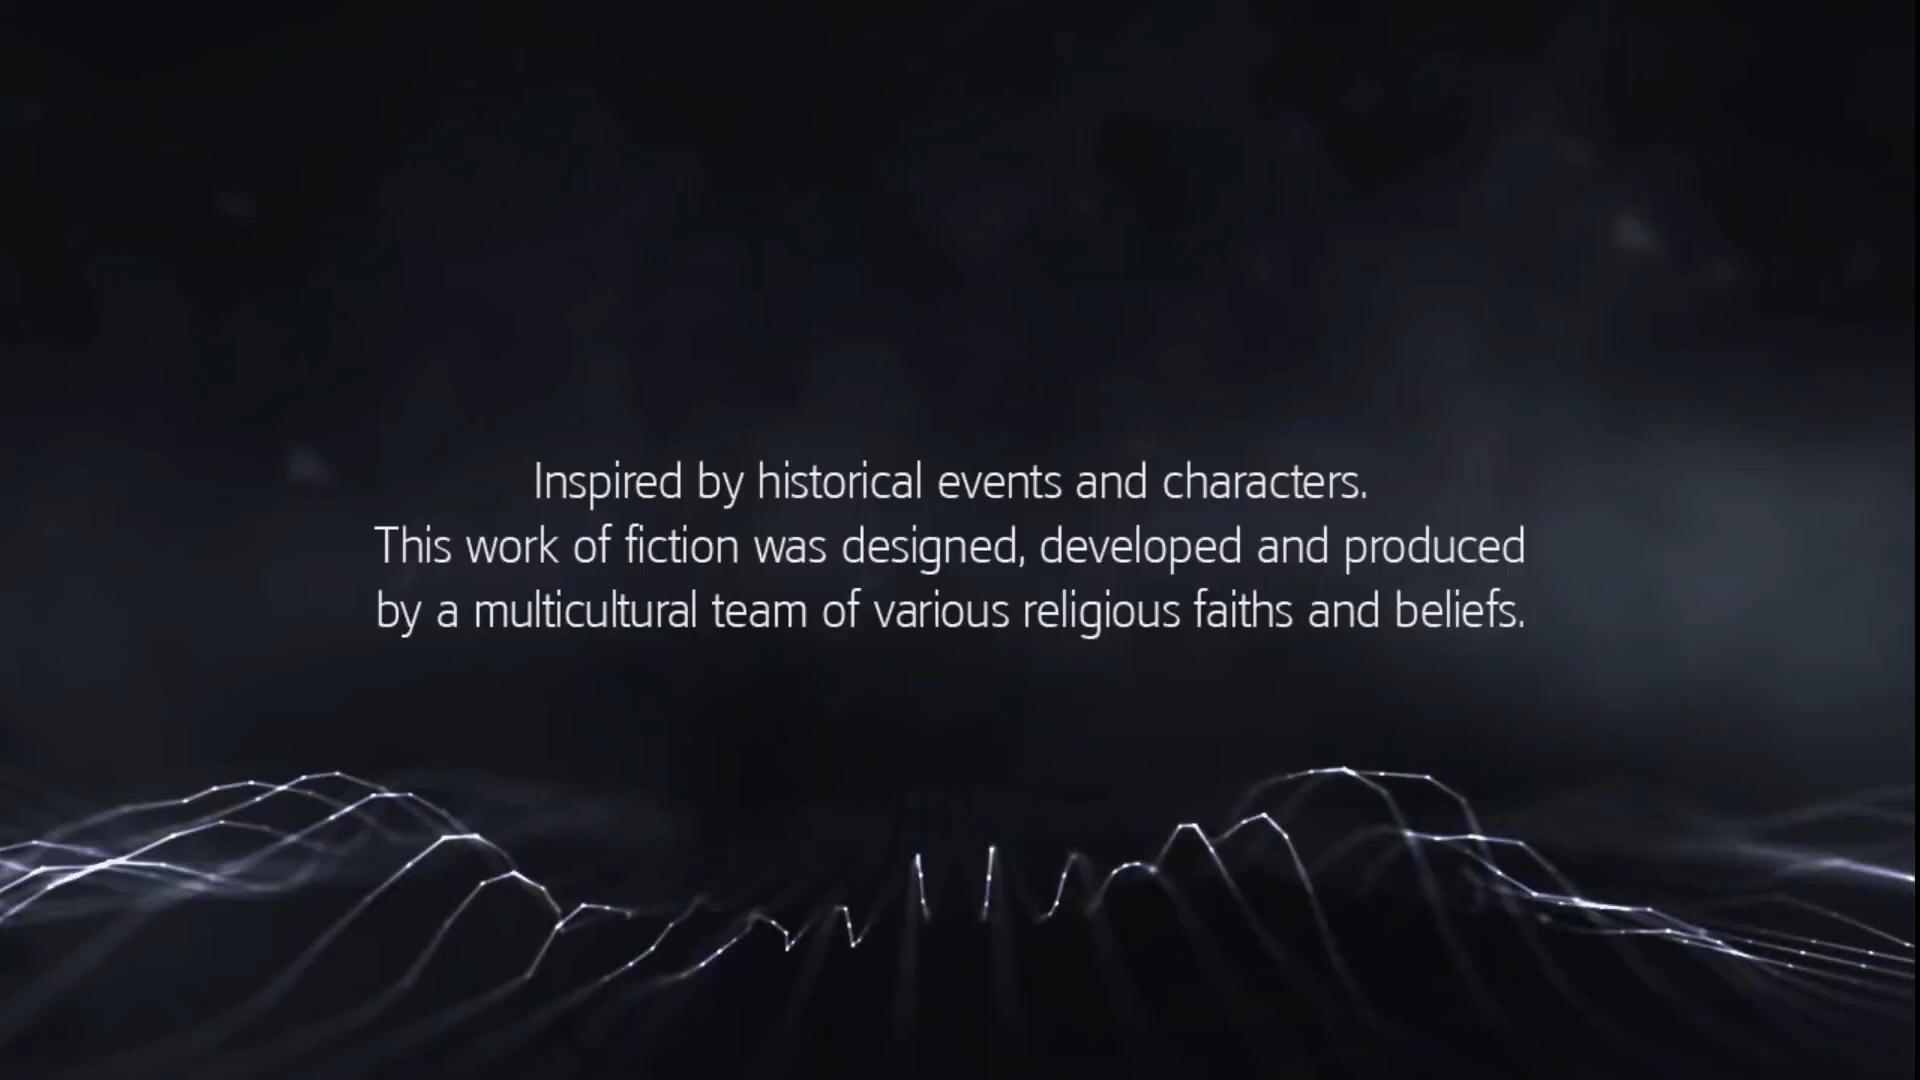 Inspired by historical events and characters.
This work of fiction was designed, developed and produced
by a multicultural team of various religious faiths and beliefs.